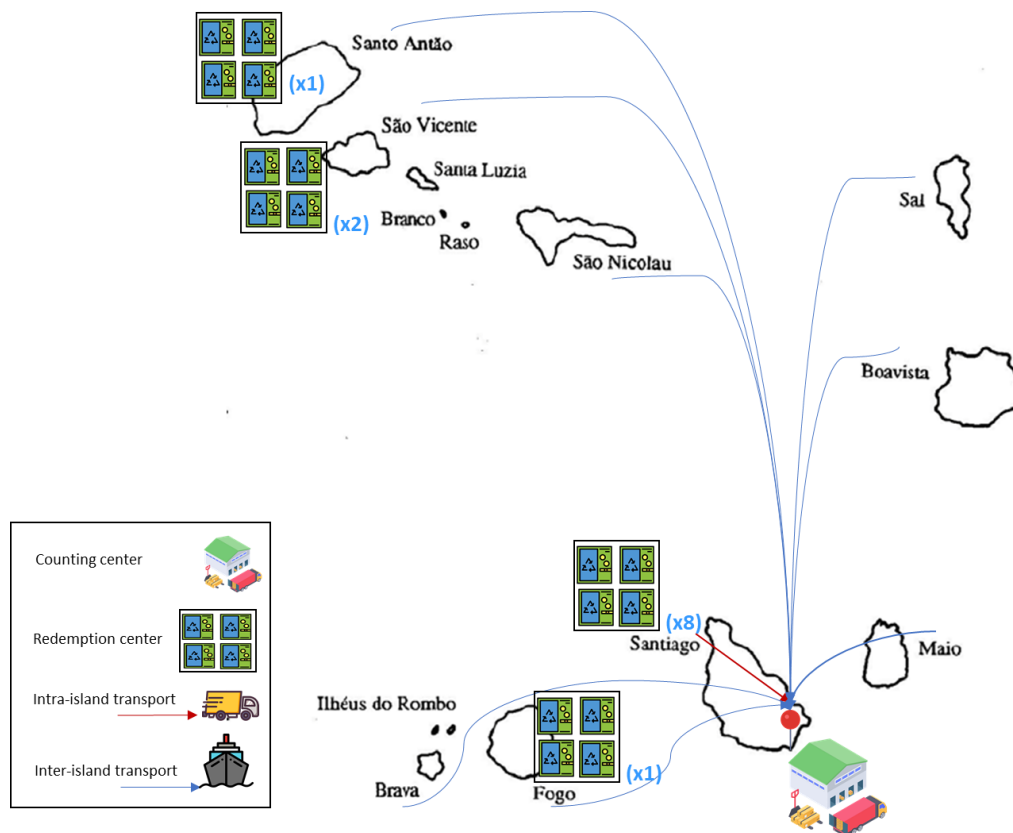 Santo Antão
(x1)
São Vicente
Santa Luzia
(x2)
Branco
Raso
São Nicolau
Sal
Boavista
Counting center
Redemption center
Intra-island transport
Inter-island transport
(x8)
Santiago
Maio
Ilhéus do Rombo
(x1)
Brava
Fogo